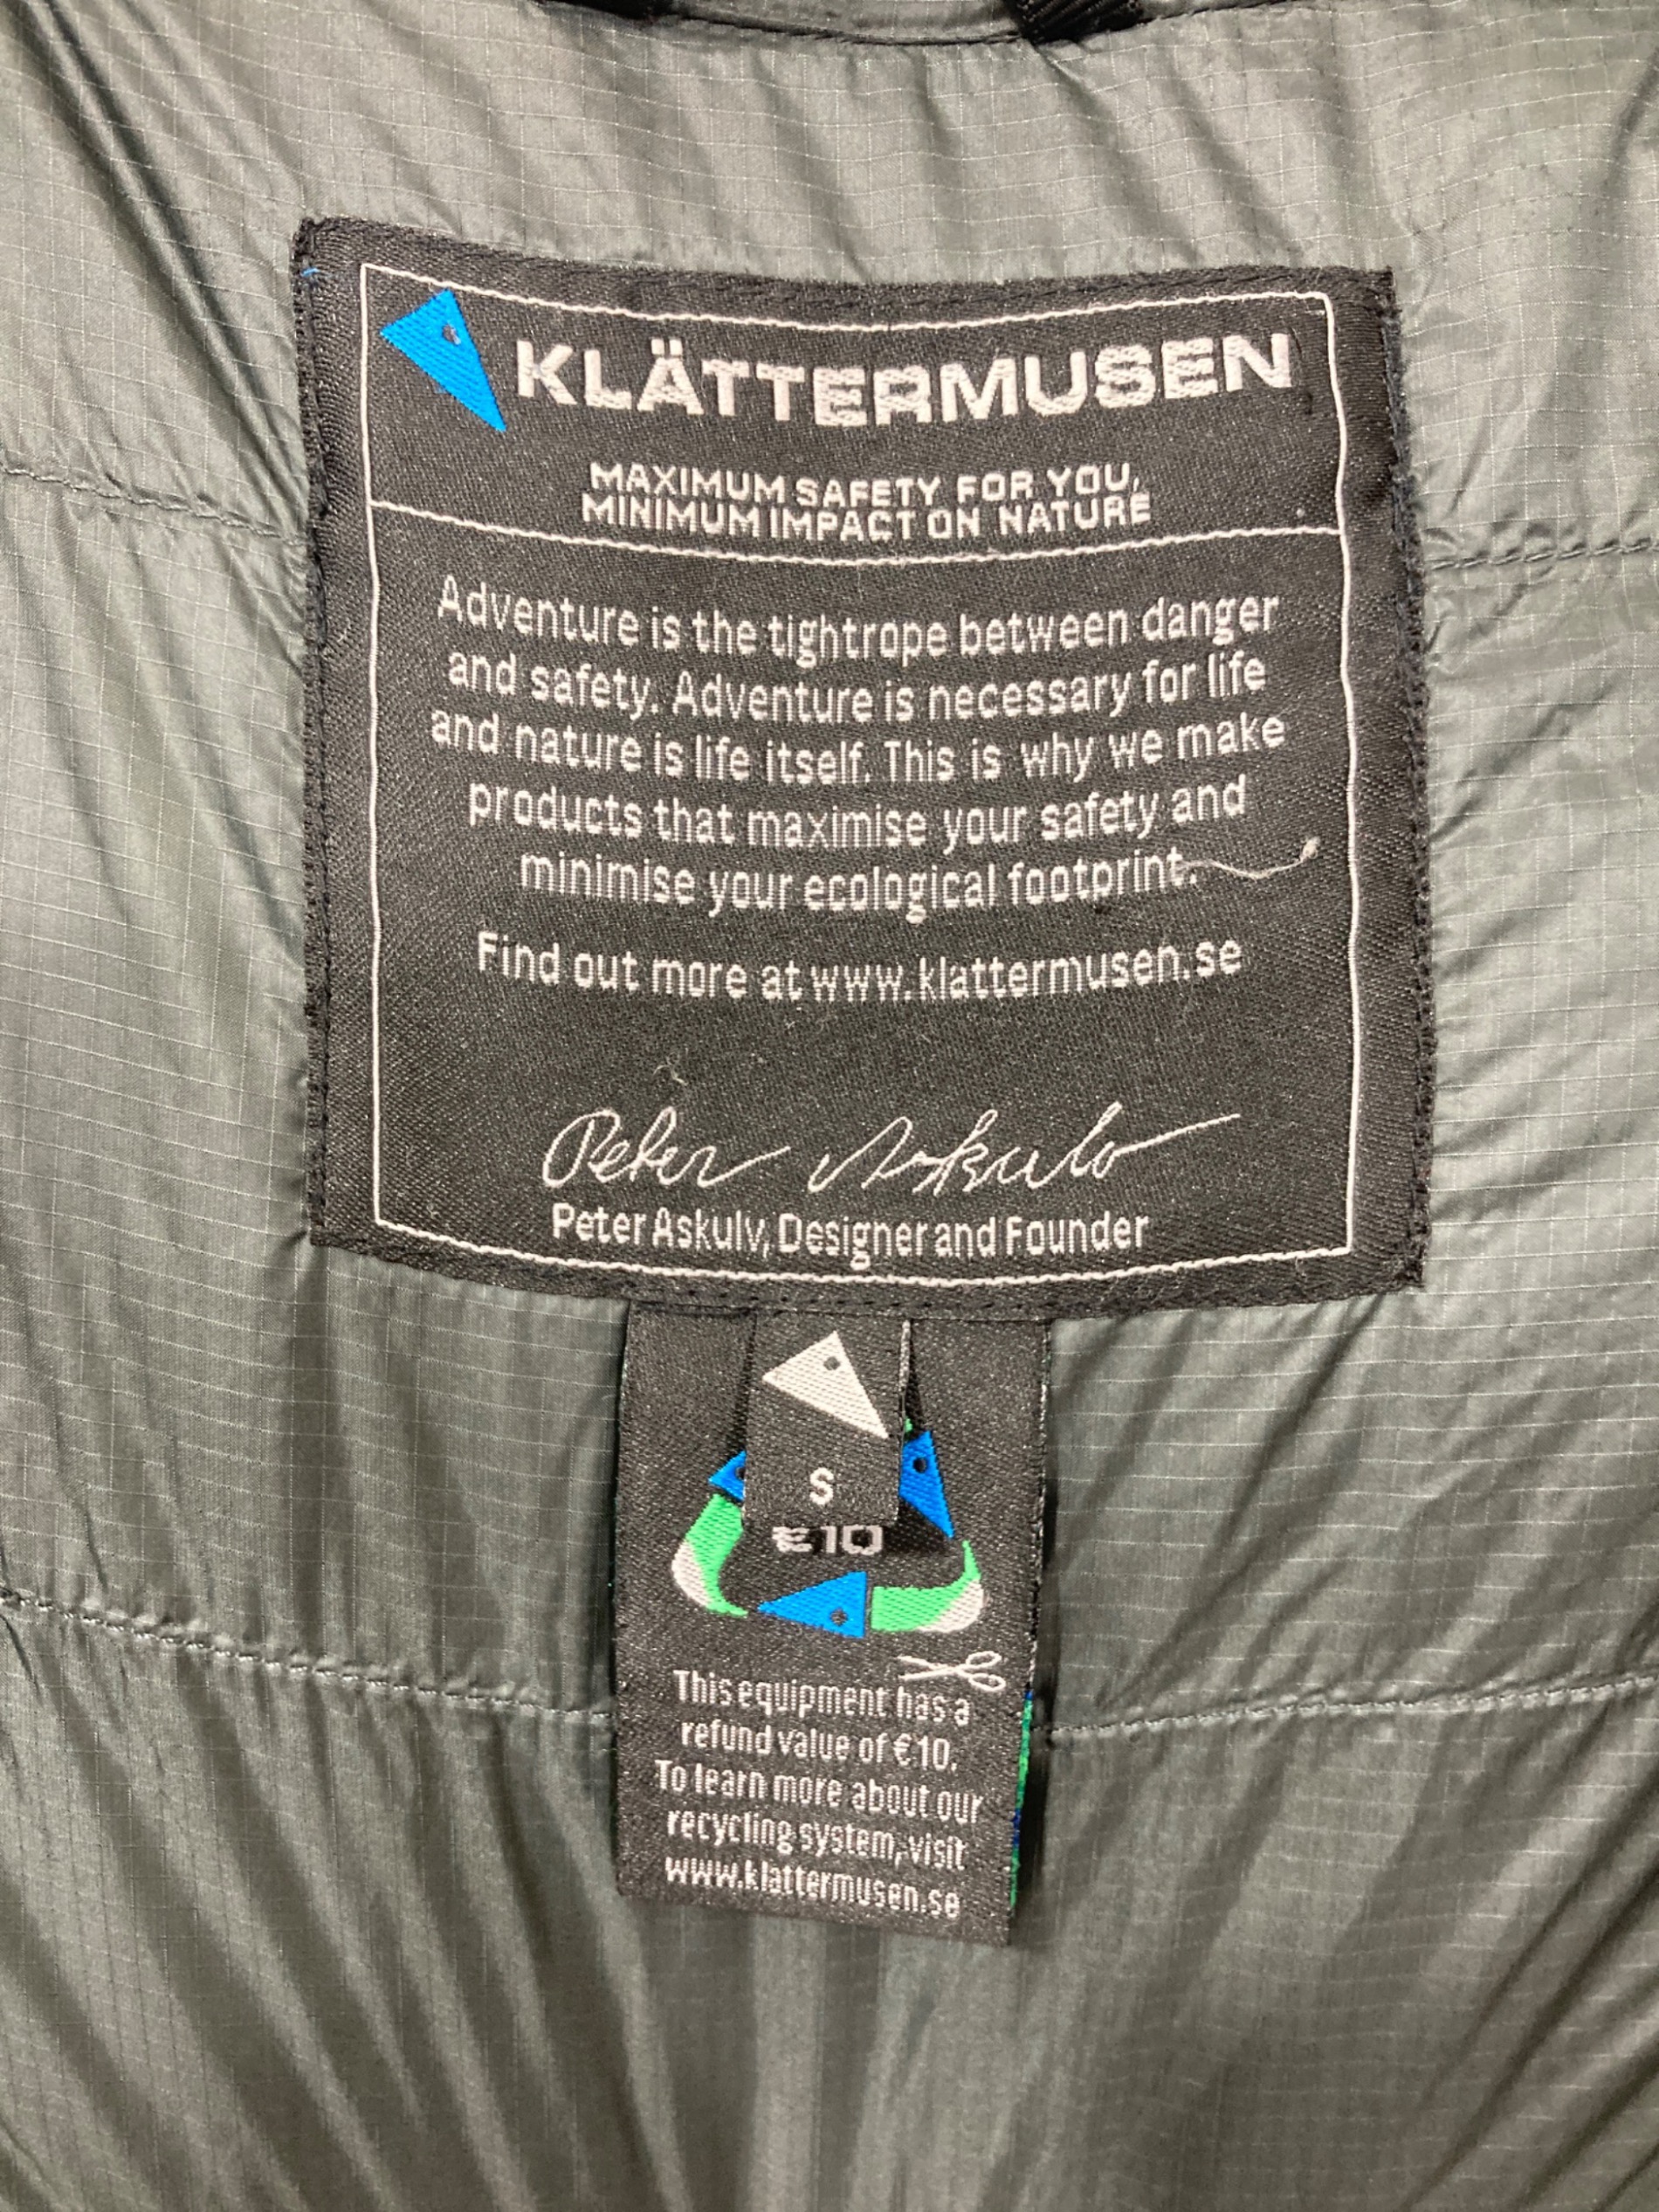 KLÄTTERMUSEN
MAXIMUM SAFETY FOR YOU,
MINIMUM IMPACT ON NATURE
Adventure is the tightrope between danger
and safety. Adventure is necessary for life
and nature is life itself. This is why we make
products that maximise your safety and
minimise your ecological footprint.
Find out more at www.klattermusen.se
Peter Askulv
Peter Askulv, Designer and Founder
S
€10
This equipment has a
refund value of €10.
To learn more about our
recycling system, visit
www.klattermusen.se